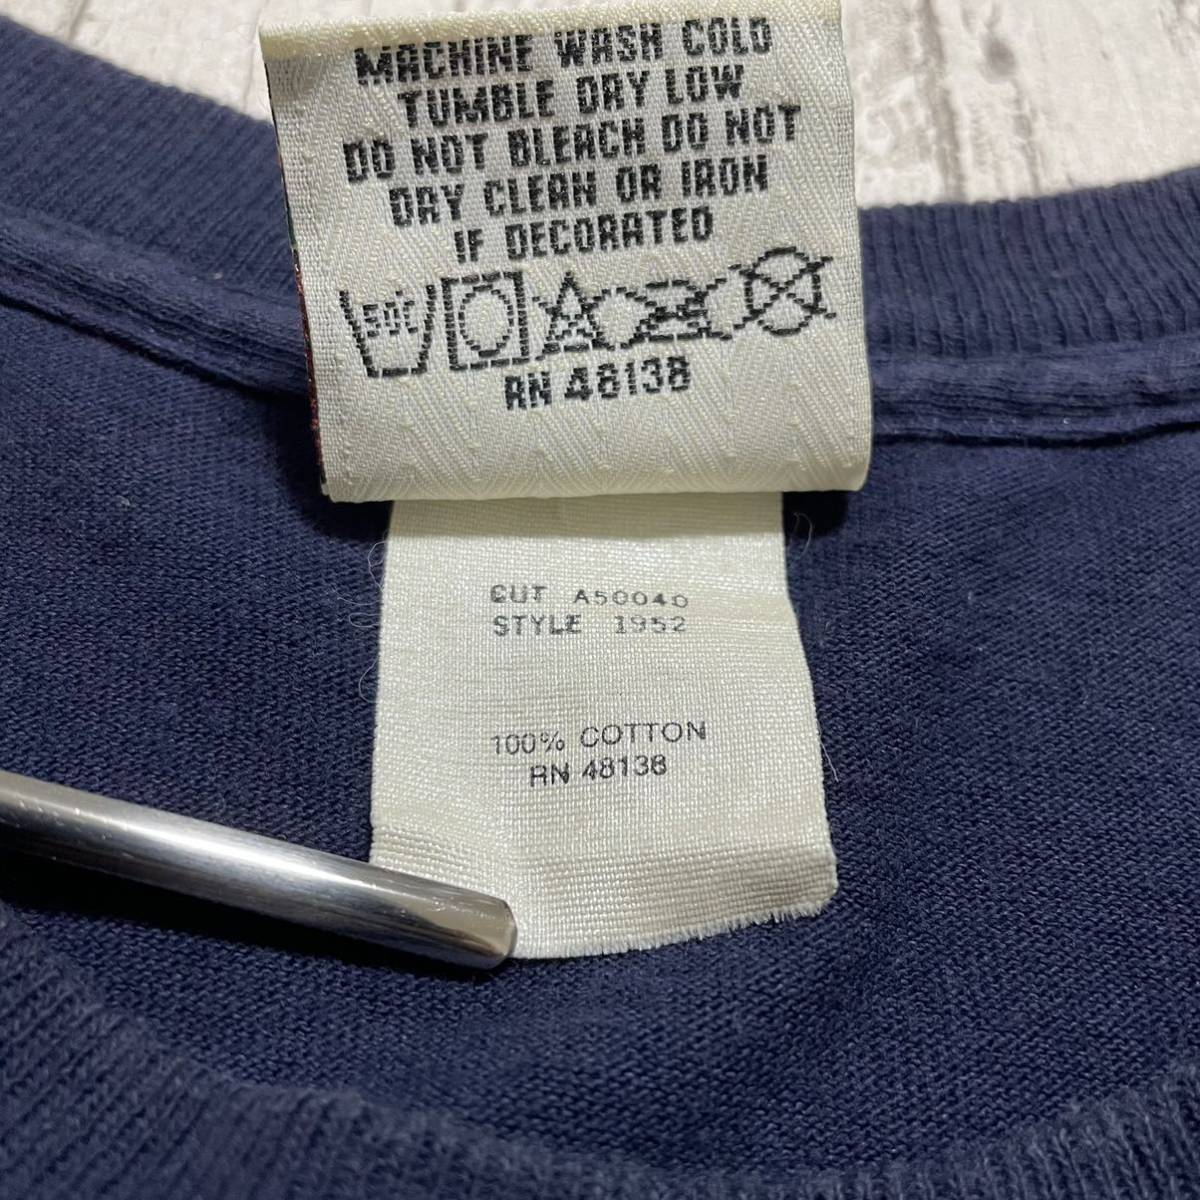 MACHINE WASH COLD
TUMBLE DRY LOW
DO NOT BLEACH DO NOT
DRY CLEAN OR IRON
IF DECORATED
50°C
RN 48138
CUT A50040
STYLE 1952
100% COTTON
RN 48138